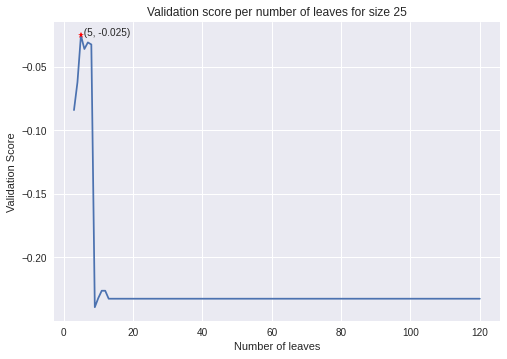 Validation score per number of leaves for size 25
(5, -0.025)
−0.05
−0.10
−0.15
−0.20
Validation Score
0 20 40 60 80 100 120
Number of leaves